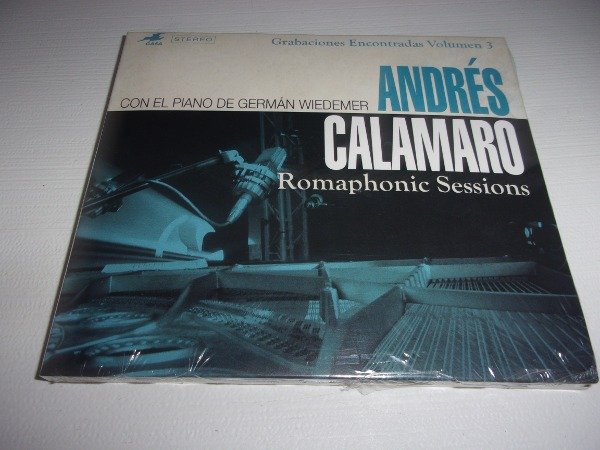 GASA
STEREO
Grabaciones Encontradas Volumen 3
CON EL PIANO DE GERMÁN WIEDEMER
ANDRÉS
CALAMARO
Romaphonic Sessions